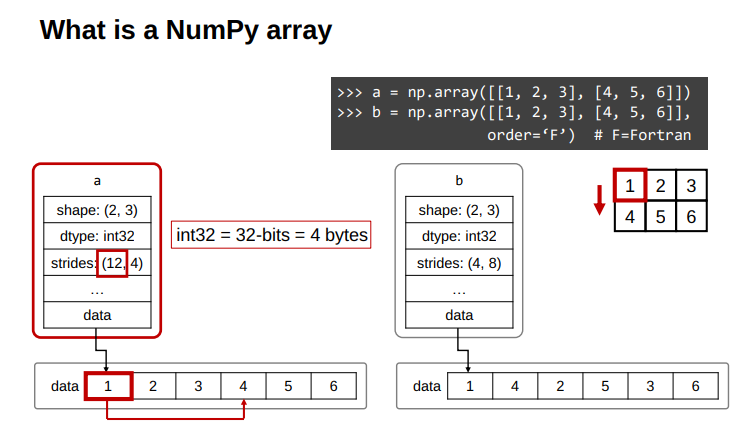 What is a NumPy array
>>> a = np.array([[1, 2, 3], [4, 5, 6]])
>>> b = np.array([[1, 2, 3], [4, 5, 6]],
order=‘F’) # F=Fortran
a
shape: (2, 3)
dtype: int32
strides: (12, 4)
...
data
int32 = 32-bits = 4 bytes
b
shape: (2, 3)
dtype: int32
strides: (4, 8)
...
data
1 2 3
4 5 6
data 1 2 3 4 5 6
data 1 4 2 5 3 6